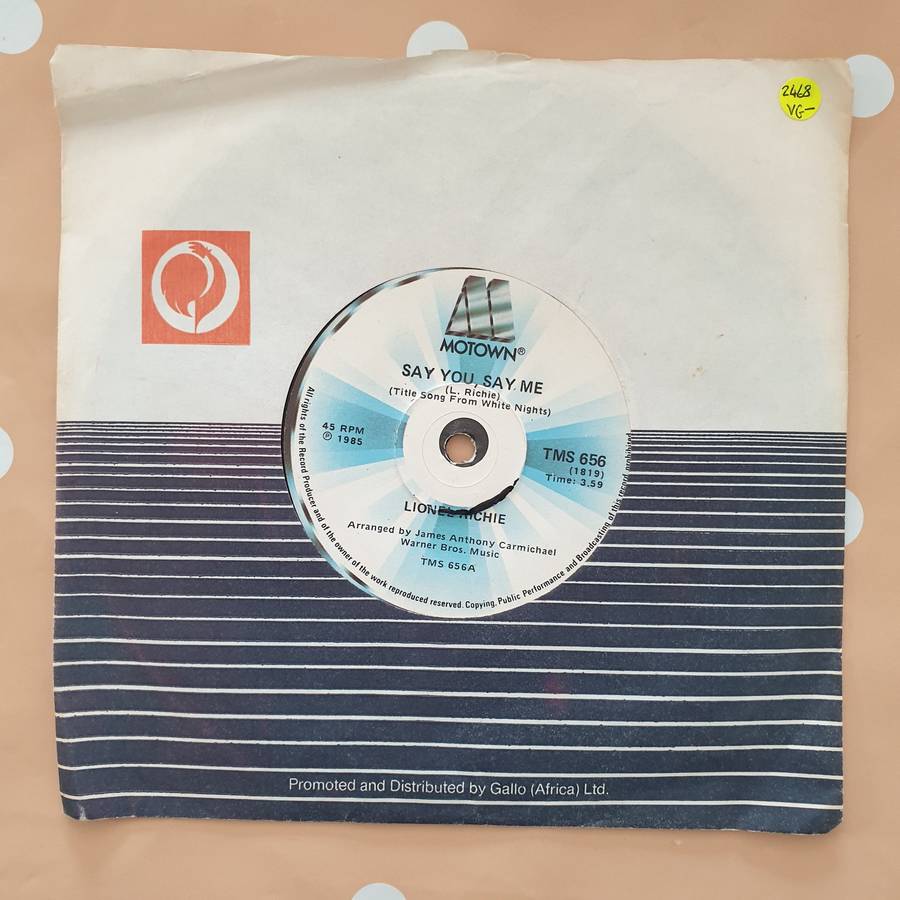 2468
VG-
MOTOWN®
SAY YOU, SAY ME
(L. Richie)
(Title Song From White Nights)
45 RPM
℗ 1985
TMS 656
(1819)
Time: 3.59
LIONEL RICHIE
Arranged by James Anthony Carmichael
Warner Bros. Music
TMS 656A
All rights of the Record Producer and of the owner of the work reproduced reserved. Copying, Public Performance and Broadcasting of this record prohibited
Promoted and Distributed by Gallo (Africa) Ltd.